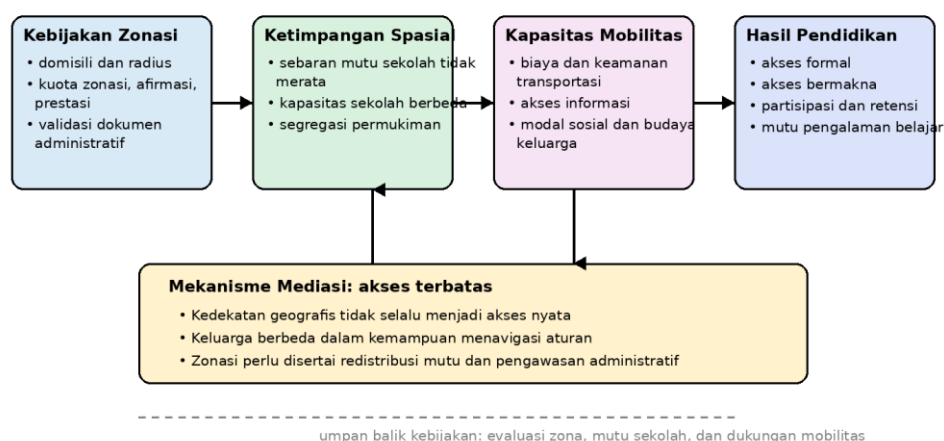 Kebijakan Zonasi
• domisili dan radius
• kuota zonasi, afirmasi,
prestasi
• validasi dokumen
administratif
Ketimpangan Spasial
• sebaran mutu sekolah tidak
merata
• kapasitas sekolah berbeda
• segregasi permukiman
Kapasitas Mobilitas
• biaya dan keamanan
transportasi
• akses informasi
• modal sosial dan budaya
keluarga
Hasil Pendidikan
• akses formal
• akses bermakna
• partisipasi dan retensi
• mutu pengalaman belajar
Mekanisme Mediasi: akses terbatas
• Kedekatan geografis tidak selalu menjadi akses nyata
• Keluarga berbeda dalam kemampuan menavigasi aturan
• Zonasi perlu disertai redistribusi mutu dan pengawasan administratif
umpan balik kebijakan: evaluasi zona, mutu sekolah, dan dukungan mobilitas